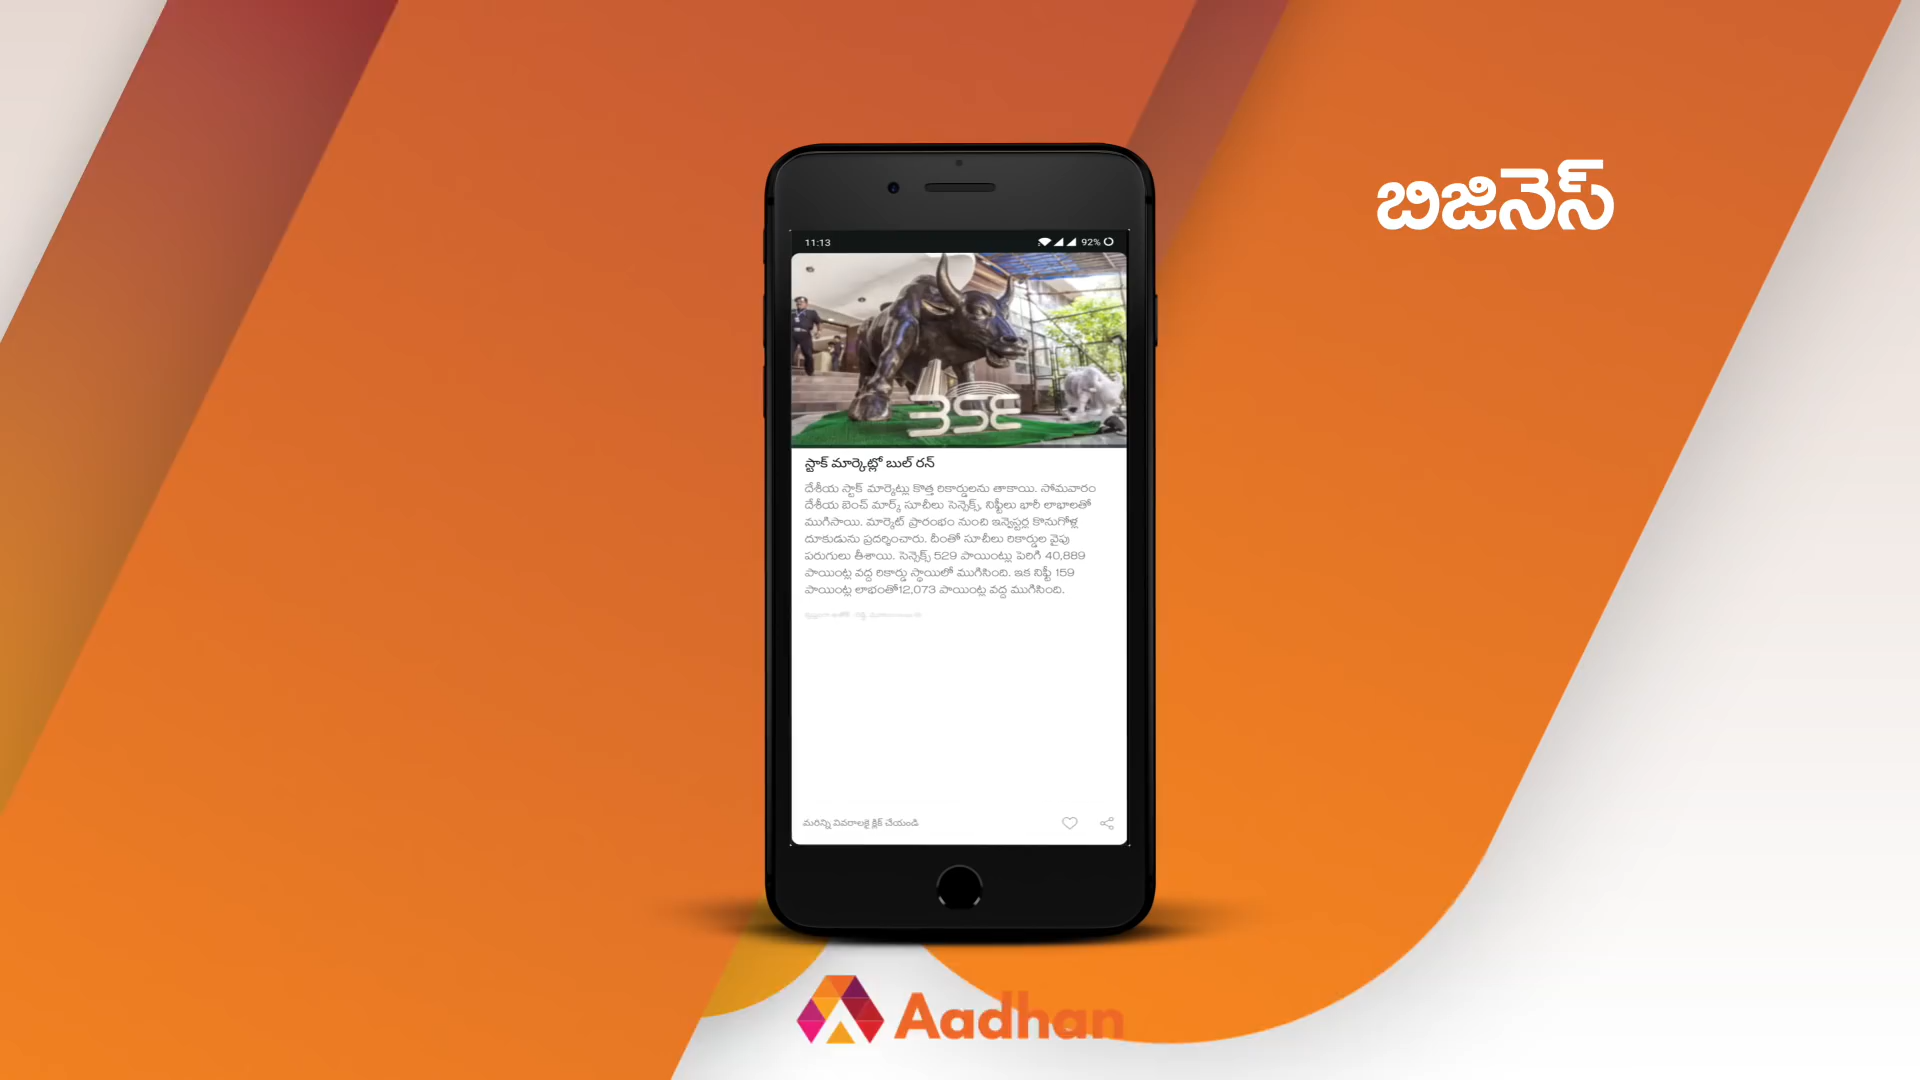 బిజినెస్
11:13
92%
BSE
స్టాక్ మార్కెట్లో బుల్ రన్
దేశీయ స్టాక్ మార్కెట్లు కొత్త రికార్డులను తాకాయి. సోమవారం
దేశీయ బెంచ్ మార్క్ సూచీలు సెన్సెక్స్, నిఫ్టీలు భారీ లాభాలతో
ముగిసాయి. మార్కెట్ ప్రారంభం నుంచి ఇన్వెస్టర్ల కొనుగోళ్ల
దూకుడును ప్రదర్శించారు. దీంతో సూచీలు రికార్డుల వైపు
పరుగులు తీశాయి. సెన్సెక్స్ 529 పాయింట్లు పెరిగి 40,889
పాయింట్ల వద్ద రికార్డు స్థాయిలో ముగిసింది. ఇక నిఫ్టీ 159
పాయింట్ల లాభంతో12,073 పాయింట్ల వద్ద ముగిసింది.
మరిన్ని వివరాలకై క్లిక్ చేయండి
Aadhan